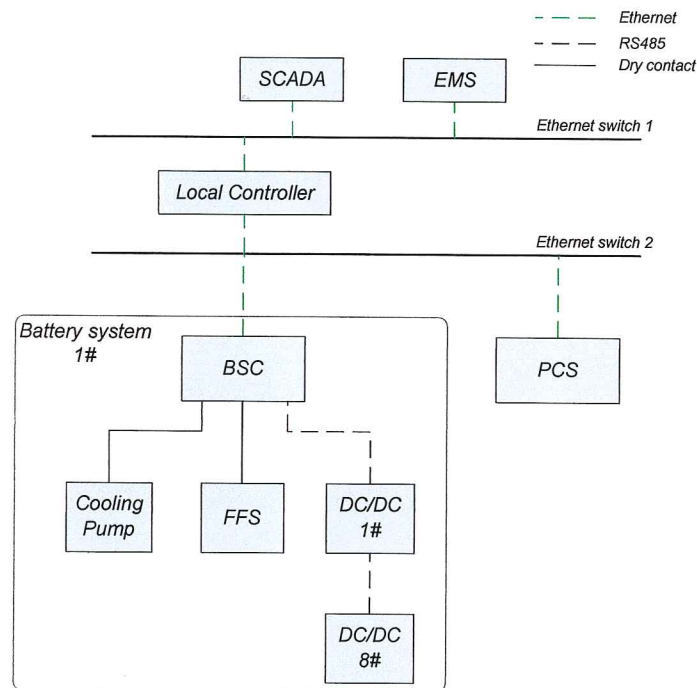 Ethernet
RS485
Dry contact
SCADA
EMS
Ethernet switch 1
Local Controller
Ethernet switch 2
Battery system
1#
BSC
PCS
Cooling
Pump
FFS
DC/DC
1#
DC/DC
8#